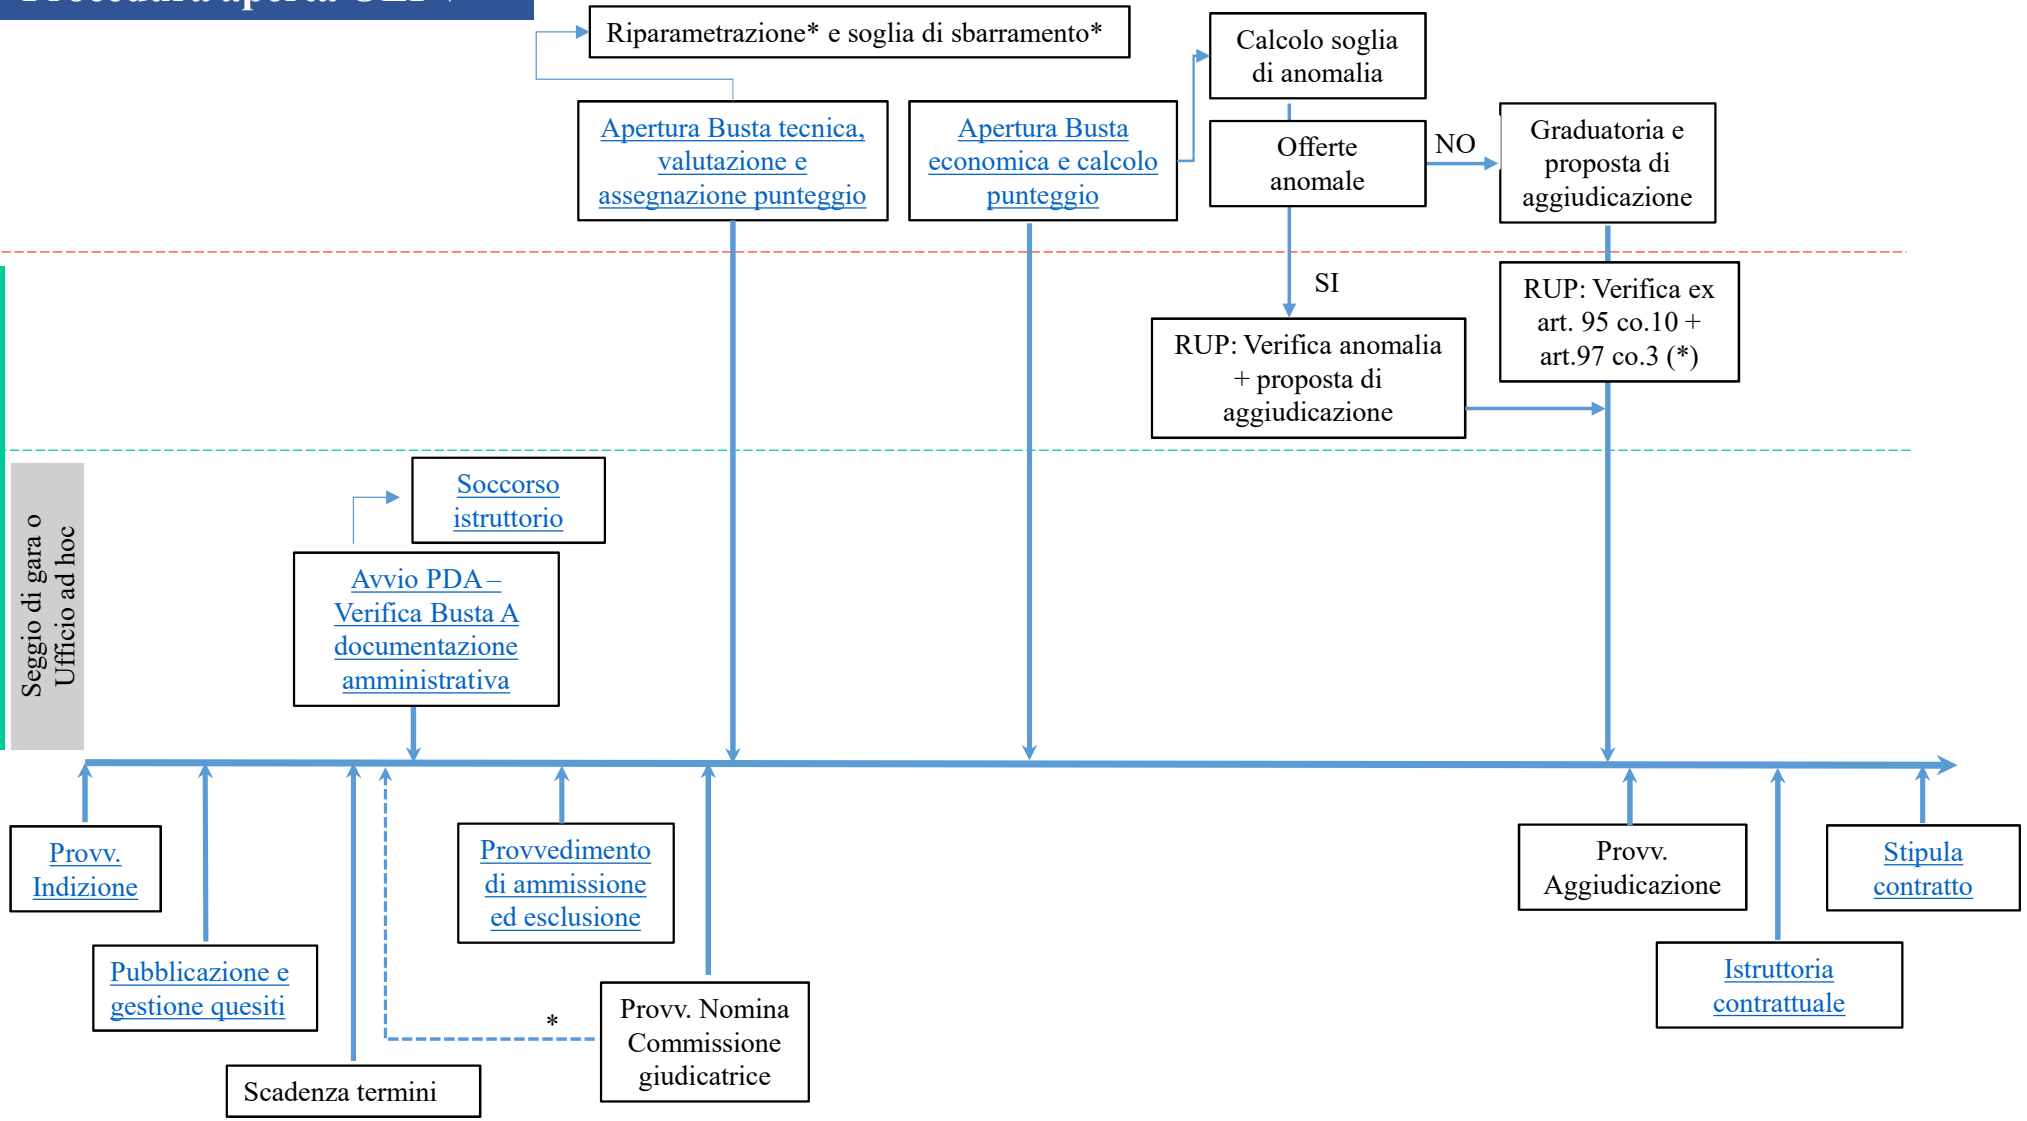 Procedura aperta OEPV
Riparametrazione* e soglia di sbarramento*
Calcolo soglia
di anomalia
Apertura Busta tecnica,
valutazione e
assegnazione punteggio
Apertura Busta
economica e calcolo
punteggio
Offerte
anomale
NO
Graduatoria e
proposta di
aggiudicazione
SI
RUP: Verifica ex
art. 95 co.10 +
art.97 co.3 (*)
RUP: Verifica anomalia
+ proposta di
aggiudicazione
Seggio di gara o
Ufficio ad hoc
Soccorso
istruttorio
Avvio PDA –
Verifica Busta A
documentazione
amministrativa
Provv.
Indizione
Pubblicazione e
gestione quesiti
Scadenza termini
Provvedimento
di ammissione
ed esclusione
*
Provv. Nomina
Commissione
giudicatrice
Provv.
Aggiudicazione
Istruttoria
contrattuale
Stipula
contratto